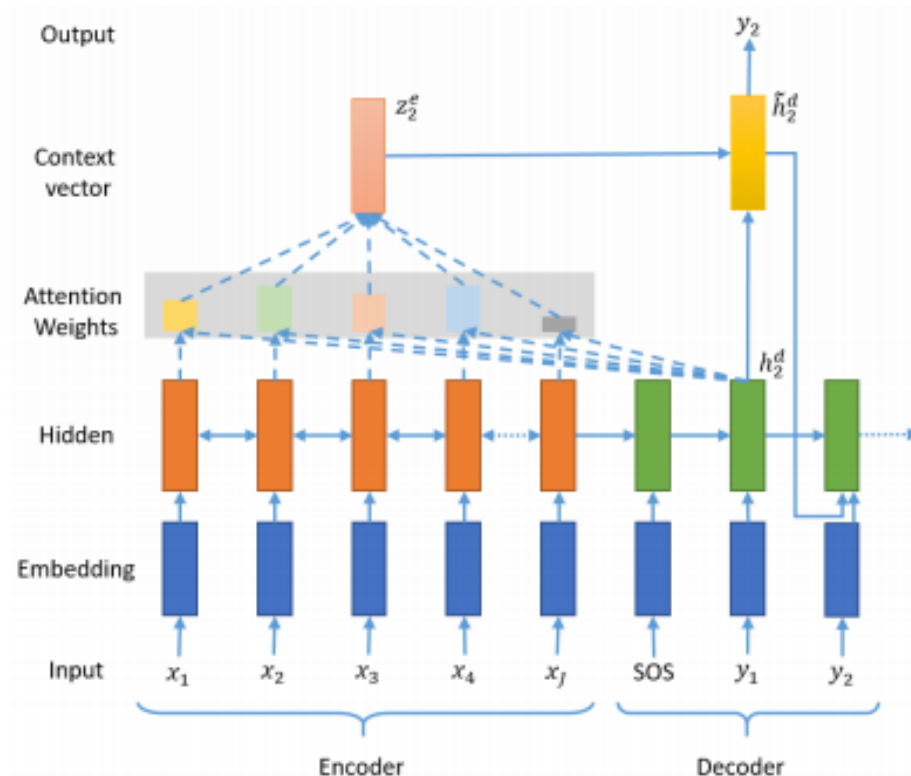 Output
y₂
z₂ᵉ
h̃₂ᵈ
Context
vector
Attention
Weights
h₂ᵈ
Hidden
Embedding
Input x₁ x₂ x₃ x₄ x_J SOS y₁ y₂
Encoder Decoder